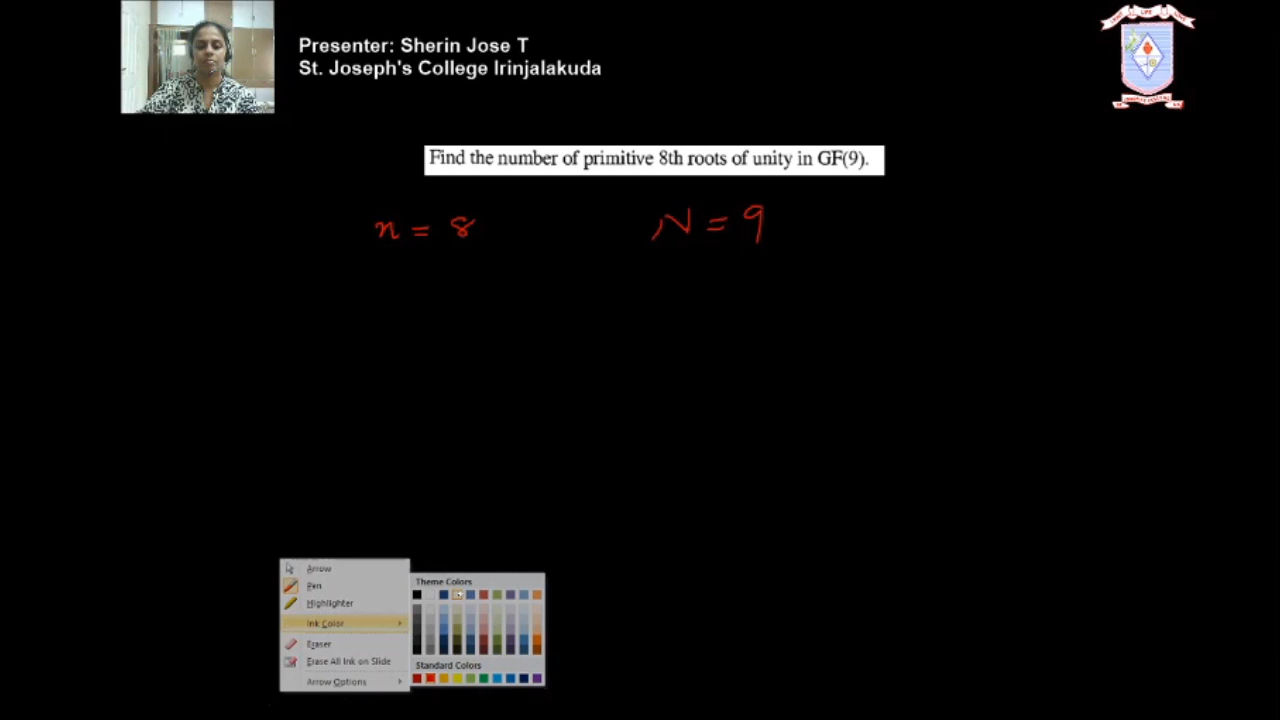 Presenter: Sherin Jose T
St. Joseph's College Irinjalakuda
Find the number of primitive 8th roots of unity in GF(9).
n = 8 N = 9
Arrow
Pen
Highlighter
Ink Color
Eraser
Erase All Ink on Slide
Arrow Options
Theme Colors
Standard Colors